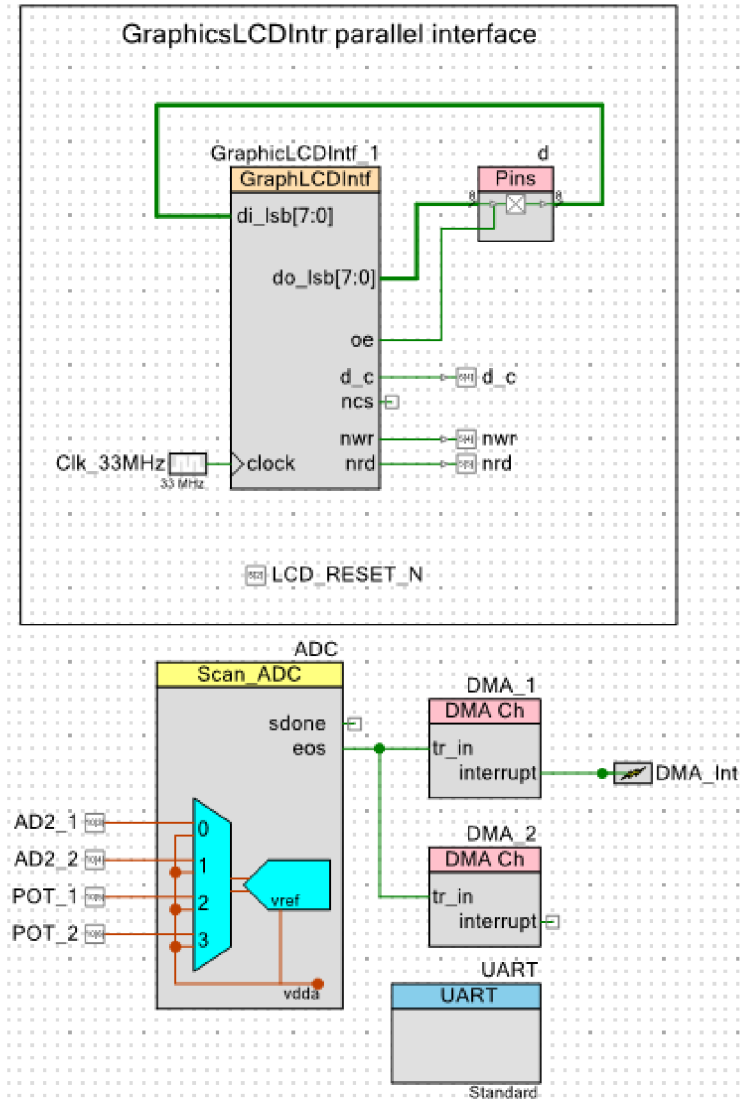 GraphicsLCDIntr parallel interface
GraphicLCDIntf_1
GraphLCDIntf
d
Pins
8
8
di_lsb[7:0]
do_lsb[7:0]
oe
d_c
d_c
ncs
nwr
nwr
Clk_33MHz
33 MHz
clock
nrd
nrd
LCD_RESET_N
ADC
Scan_ADC
sdone
eos
DMA_1
DMA Ch
tr_in
interrupt
DMA_Int
AD2_1
0
AD2_2
1
POT_1
2
POT_2
3
vref
vdda
DMA_2
DMA Ch
tr_in
interrupt
UART
UART
Standard